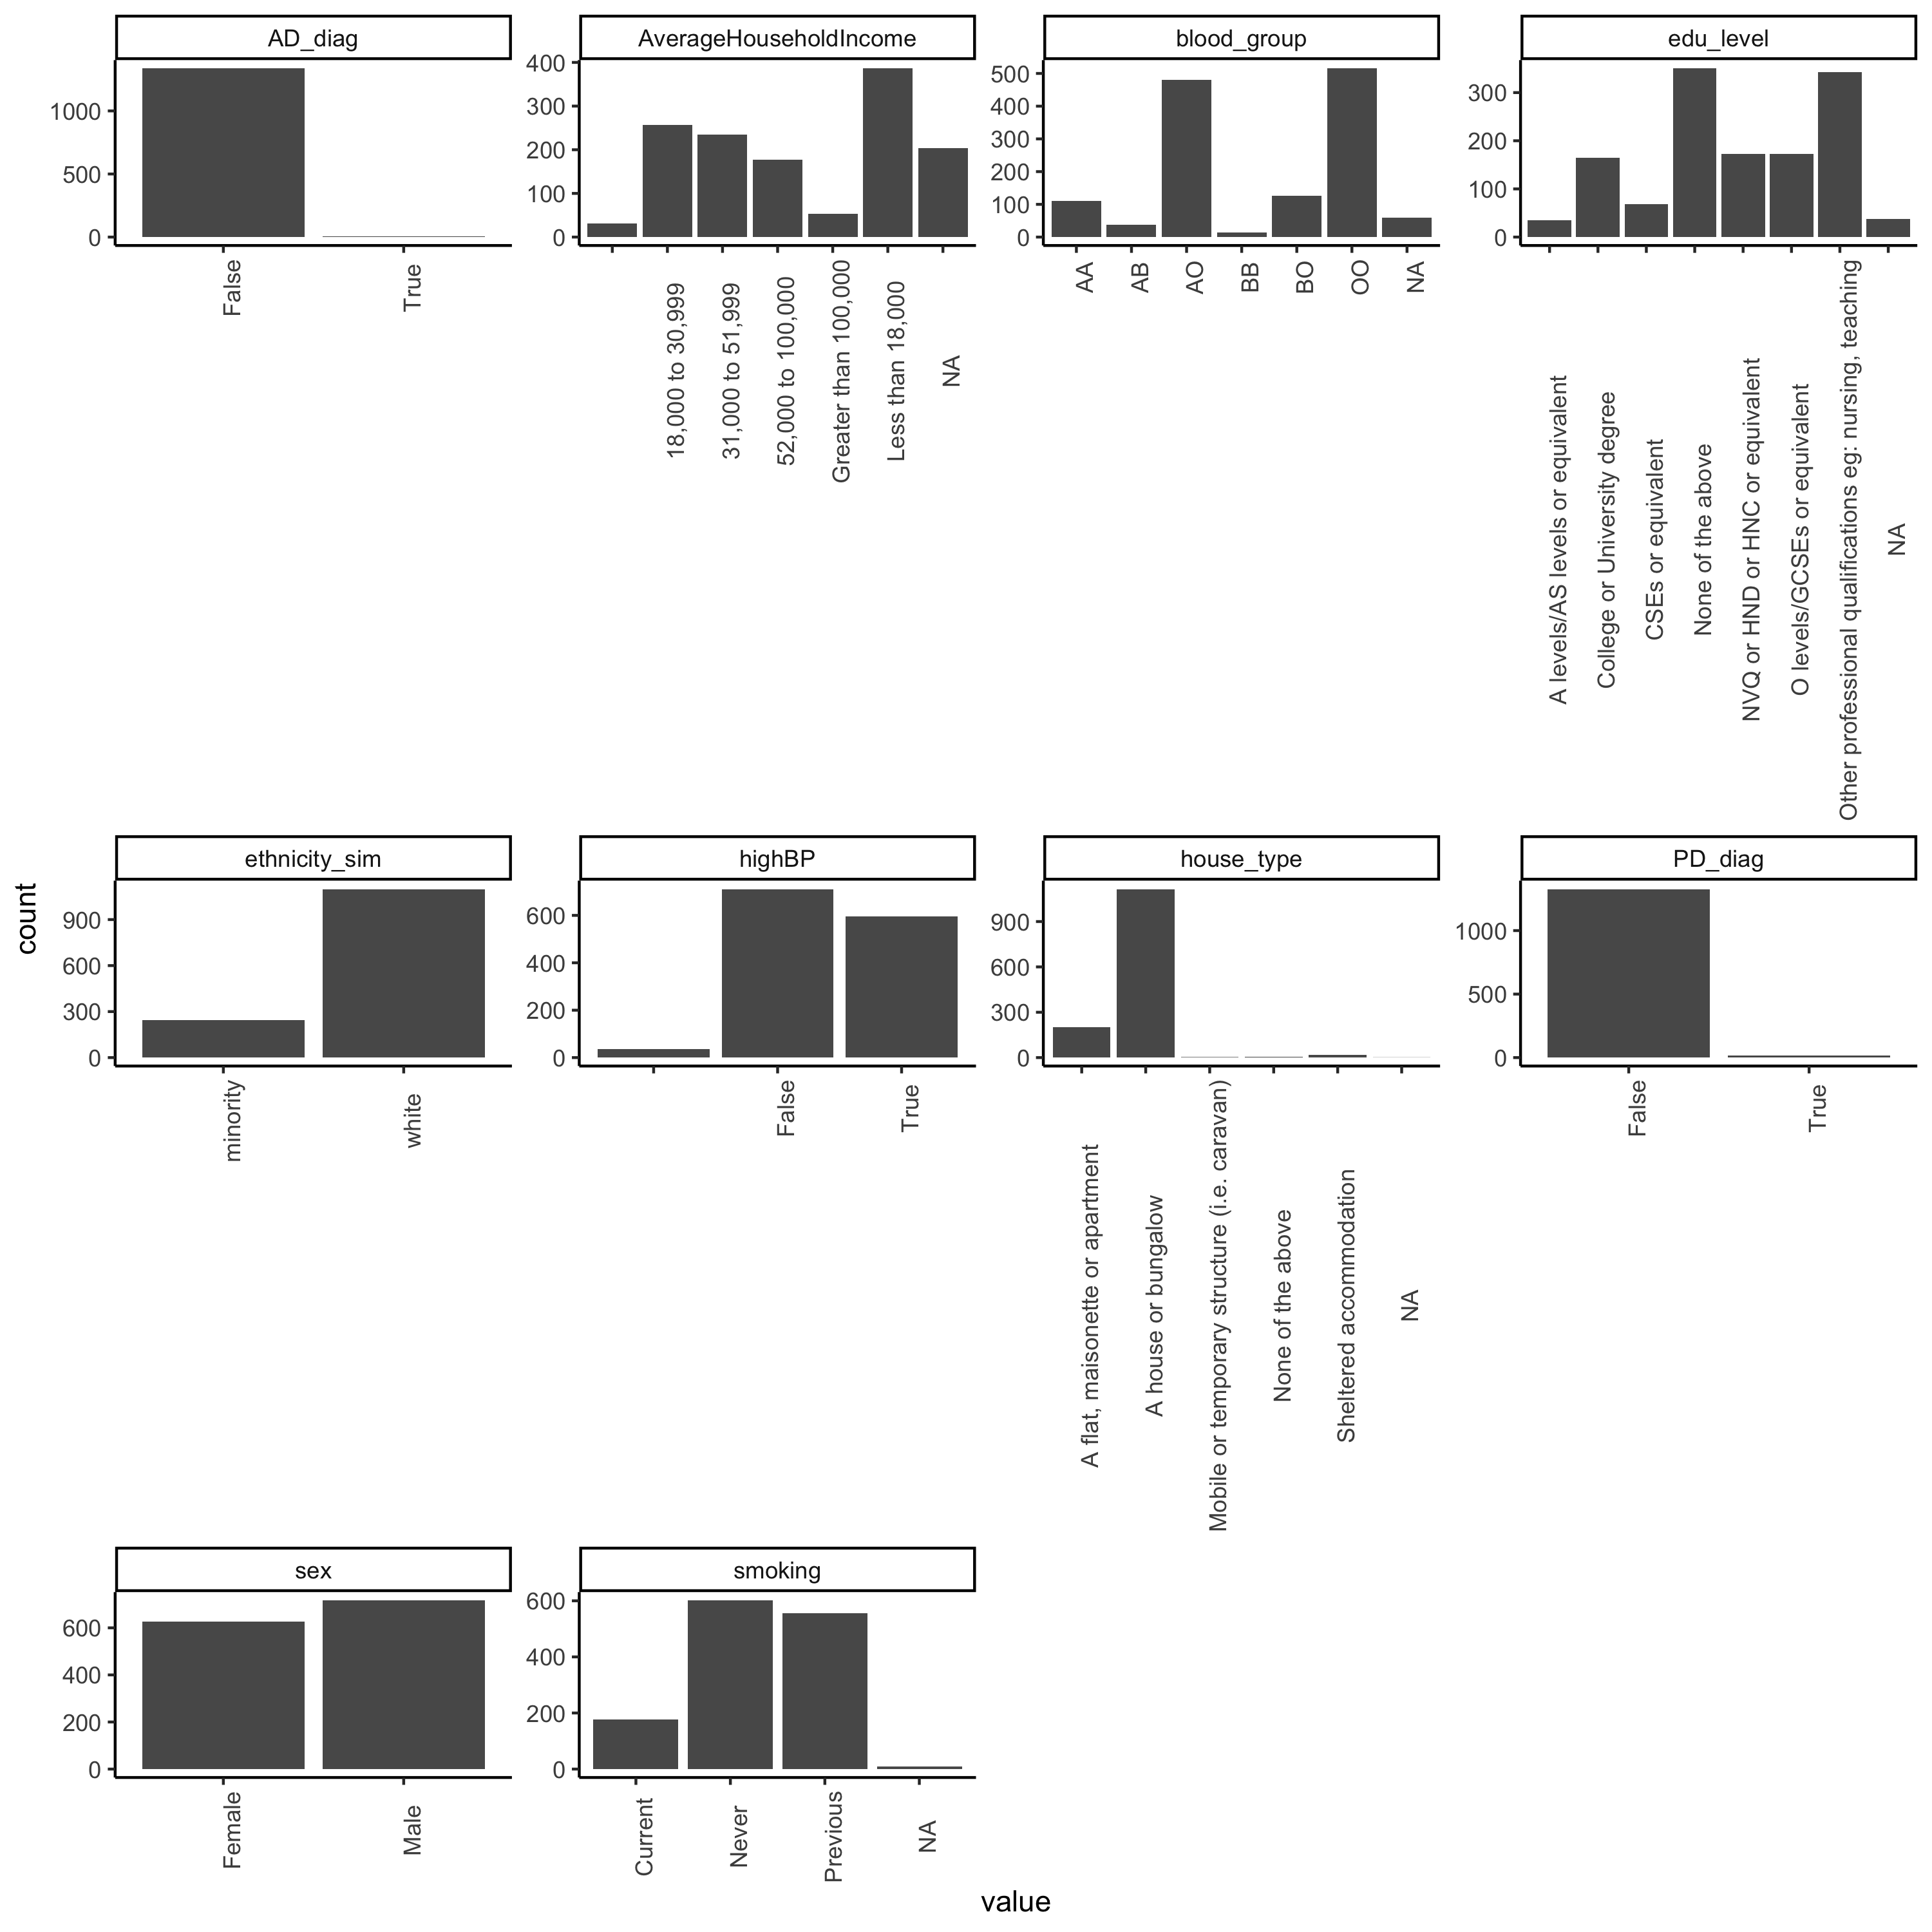 AD_diag
AverageHouseholdIncome
blood_group
edu_level
1000
500
0
False
True
400
300
200
100
0
18,000 to 30,999
31,000 to 51,999
52,000 to 100,000
Greater than 100,000
Less than 18,000
NA
500
400
300
200
100
0
AA
AB
AO
BB
BO
OO
NA
300
200
100
0
A levels/AS levels or equivalent
College or University degree
CSEs or equivalent
None of the above
NVQ or HND or HNC or equivalent
O levels/GCSEs or equivalent
Other professional qualifications eg: nursing, teaching
NA
count
ethnicity_sim
highBP
house_type
PD_diag
900
600
300
0
minority
white
600
400
200
0
False
True
900
600
300
0
A flat, maisonette or apartment
A house or bungalow
Mobile or temporary structure (i.e. caravan)
None of the above
Sheltered accommodation
NA
1000
500
0
False
True
sex
smoking
600
400
200
0
Female
Male
600
400
200
0
Current
Never
Previous
NA
value